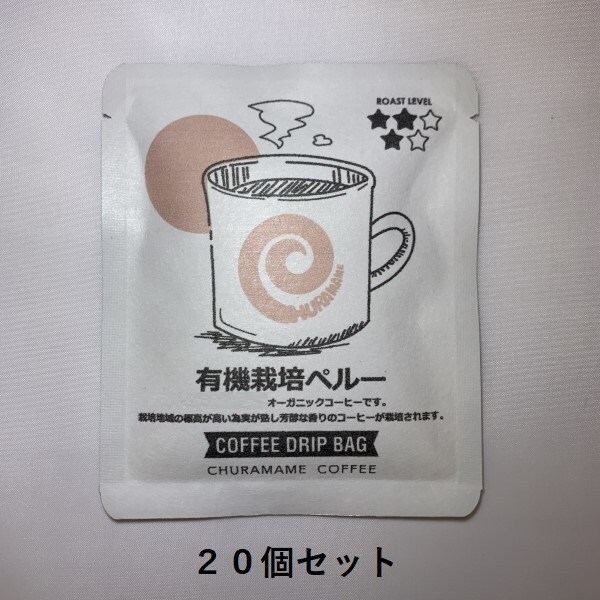 ROAST LEVEL
CHURAMAME
有機栽培ペルー
オーガニックコーヒーです。
栽培地域の標高が高い為実が熟し芳醇な香りのコーヒーが栽培されます。
COFFEE DRIP BAG
CHURAMAME COFFEE
２０個セット